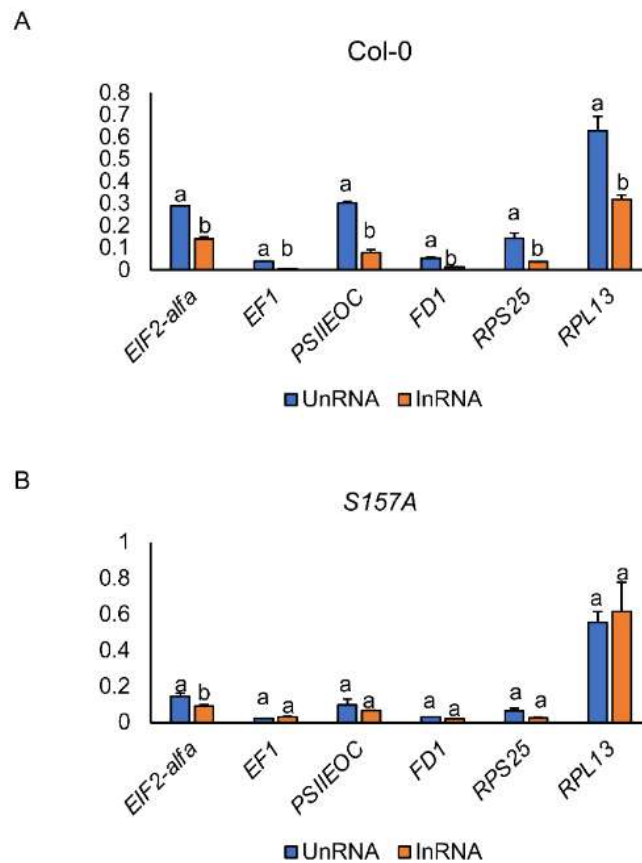 A
Col-0
0.8
0.7
0.6
0.5
0.4
0.3
0.2
0.1
0
a b a b a b a b a b a b
EIF2-alfa EF1 PSIIEOC FD1 RPS25 RPL13
UnRNA InRNA
B
S157A
1
0.8
0.6
0.4
0.2
0
a b a a a a a a a a a a
EIF2-alfa EF1 PSIIEOC FD1 RPS25 RPL13
UnRNA InRNA